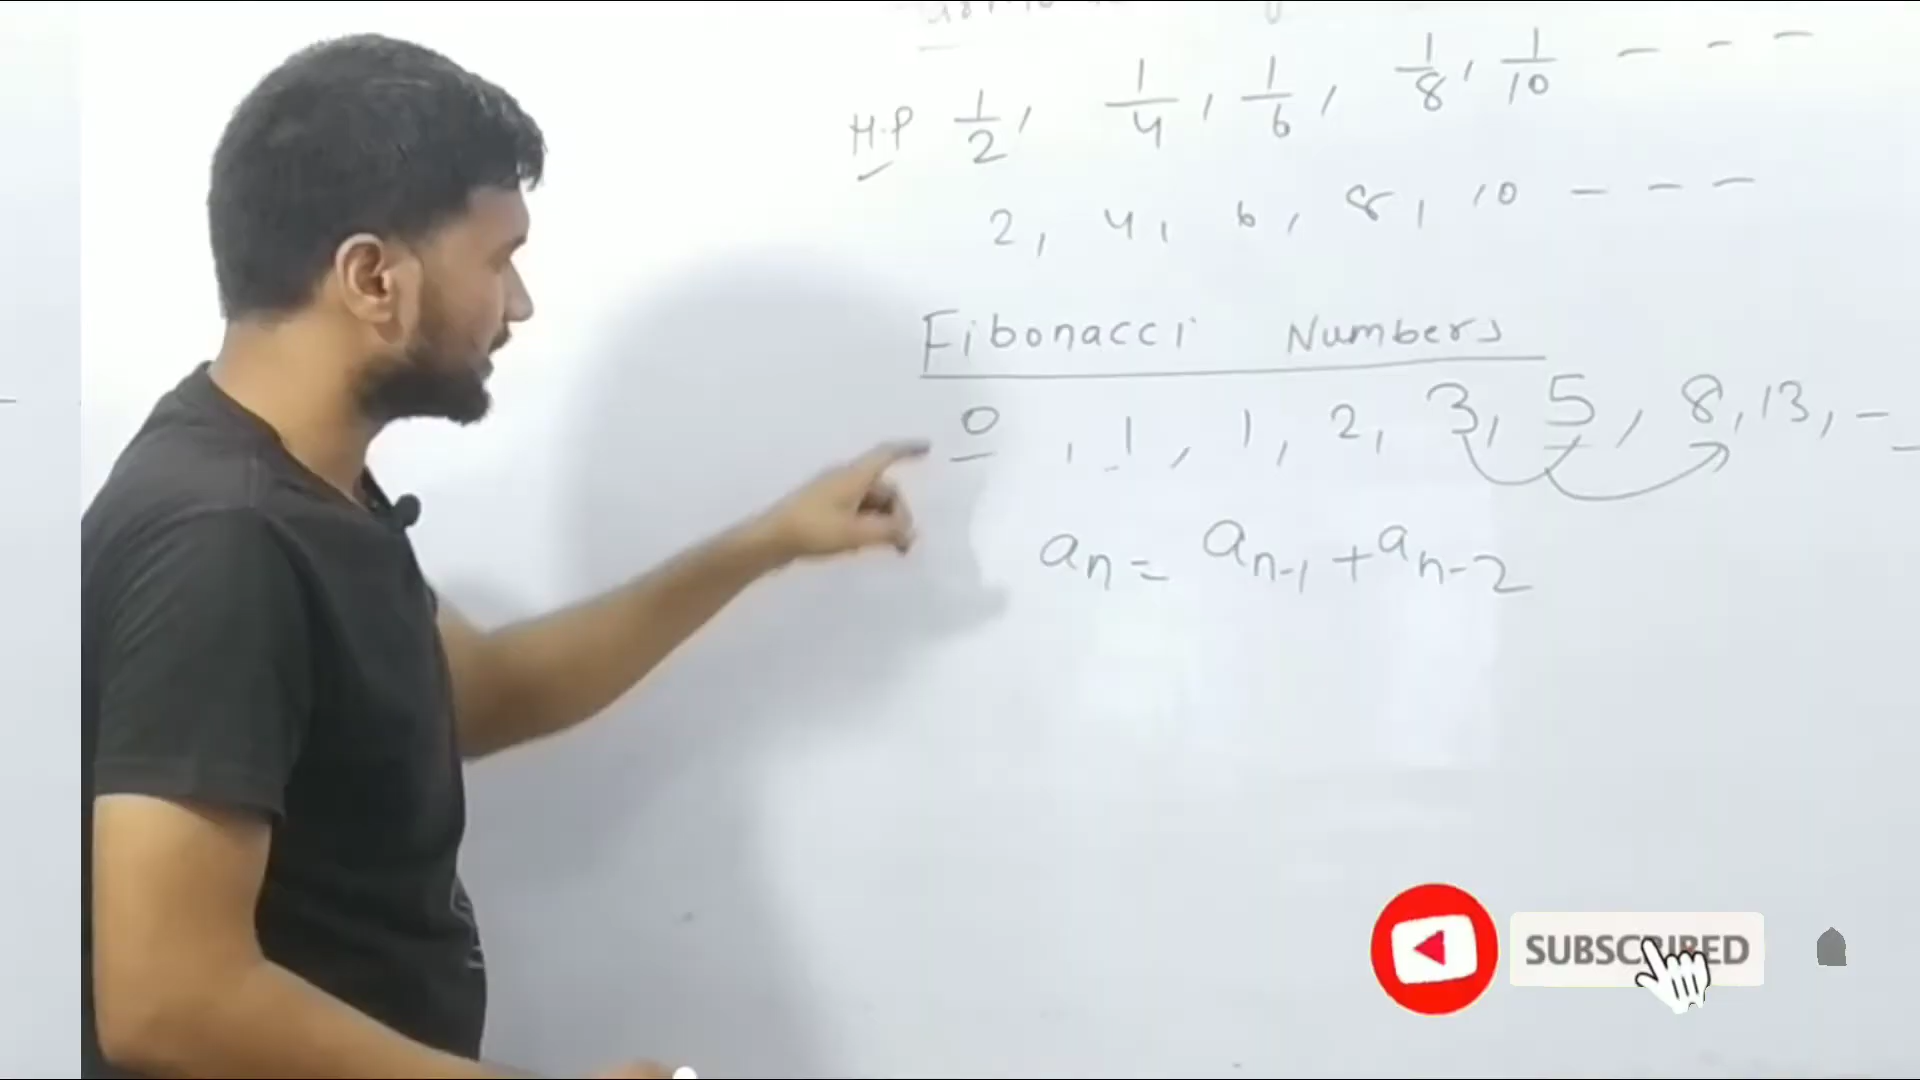 H.P 1/2, 1/4, 1/6, 1/8, 1/10 - - -
2, 4, 6, 8, 10 - - -
Fibonacci Numbers
0, 1, 1, 2, 3, 5, 8, 13, - -
aₙ = aₙ₋₁ + aₙ₋₂
SUBSCRIBED